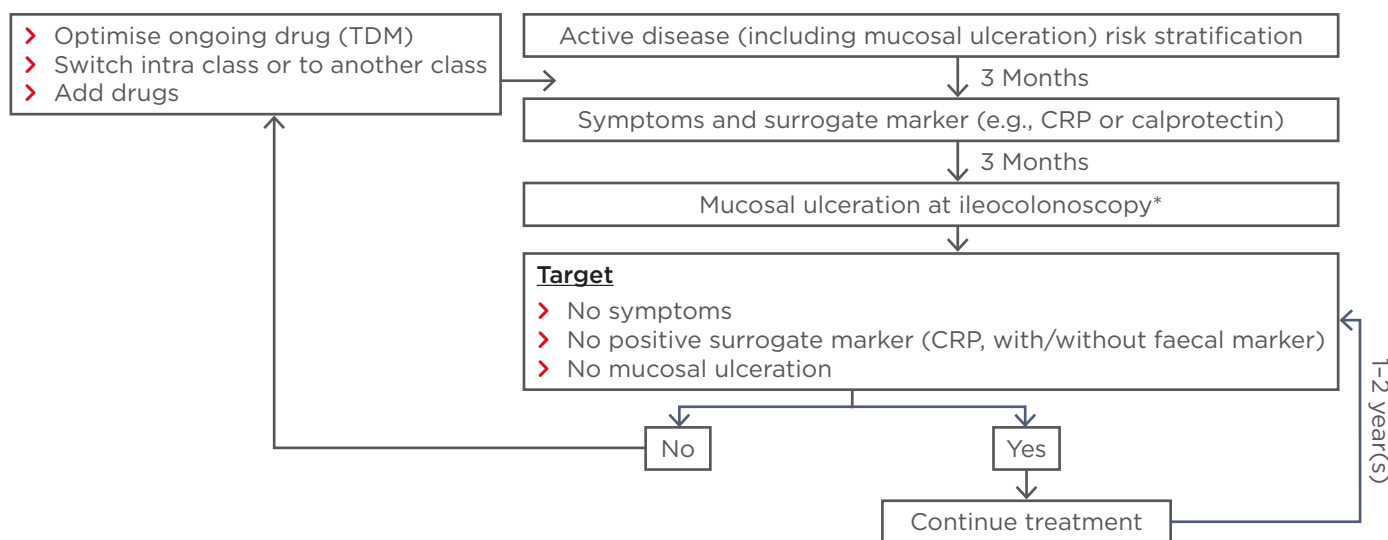 Optimise ongoing drug (TDM)
Switch intra class or to another class
Add drugs
Active disease (including mucosal ulceration) risk stratification
3 Months
Symptoms and surrogate marker (e.g., CRP or calprotectin)
3 Months
Mucosal ulceration at ileocolonoscopy*
Target
No symptoms
No positive surrogate marker (CRP, with/without faecal marker)
No mucosal ulceration
1-2 year(s)
No
Yes
Continue treatment